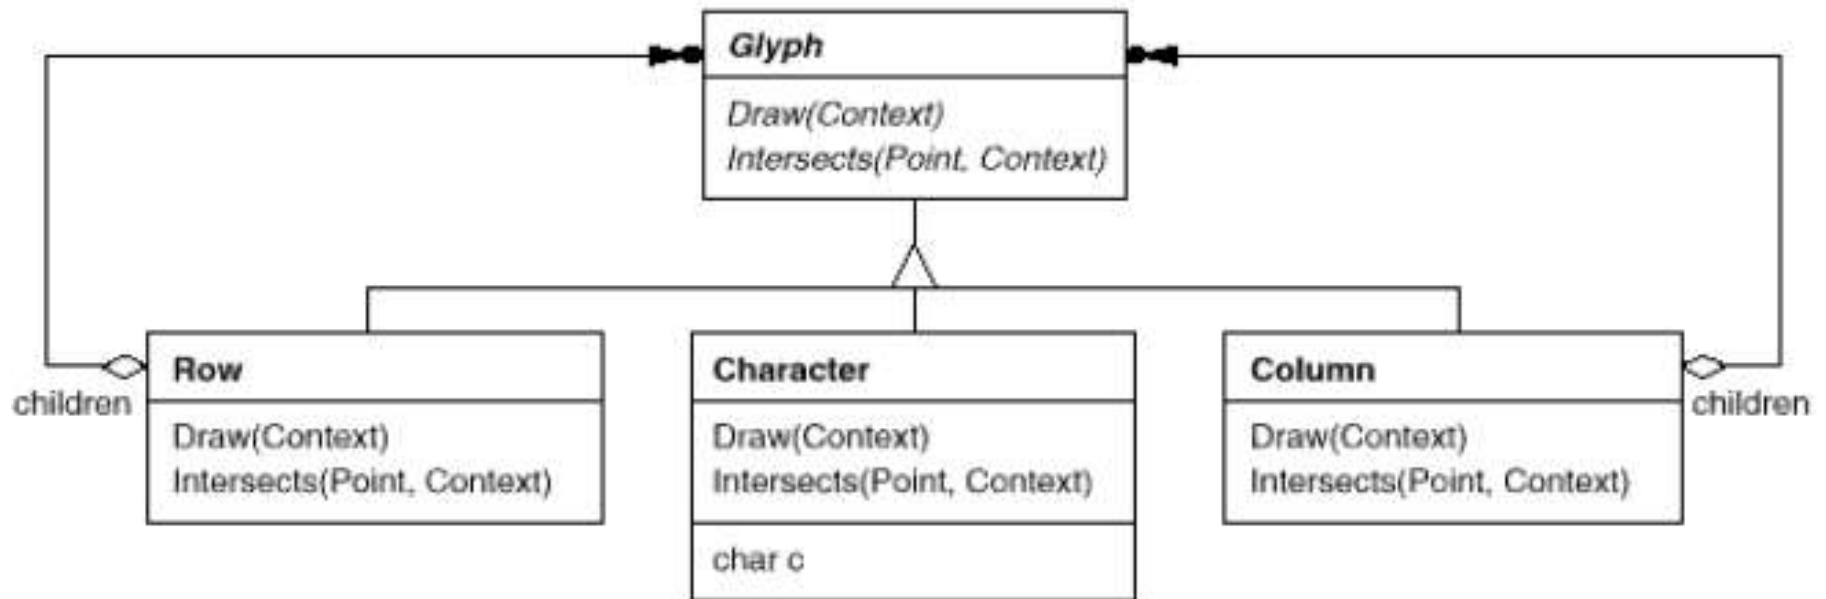 Glyph
Draw(Context)
Intersects(Point, Context)
children
Row
Draw(Context)
Intersects(Point, Context)
Character
Draw(Context)
Intersects(Point, Context)
char c
Column
Draw(Context)
Intersects(Point, Context)
children